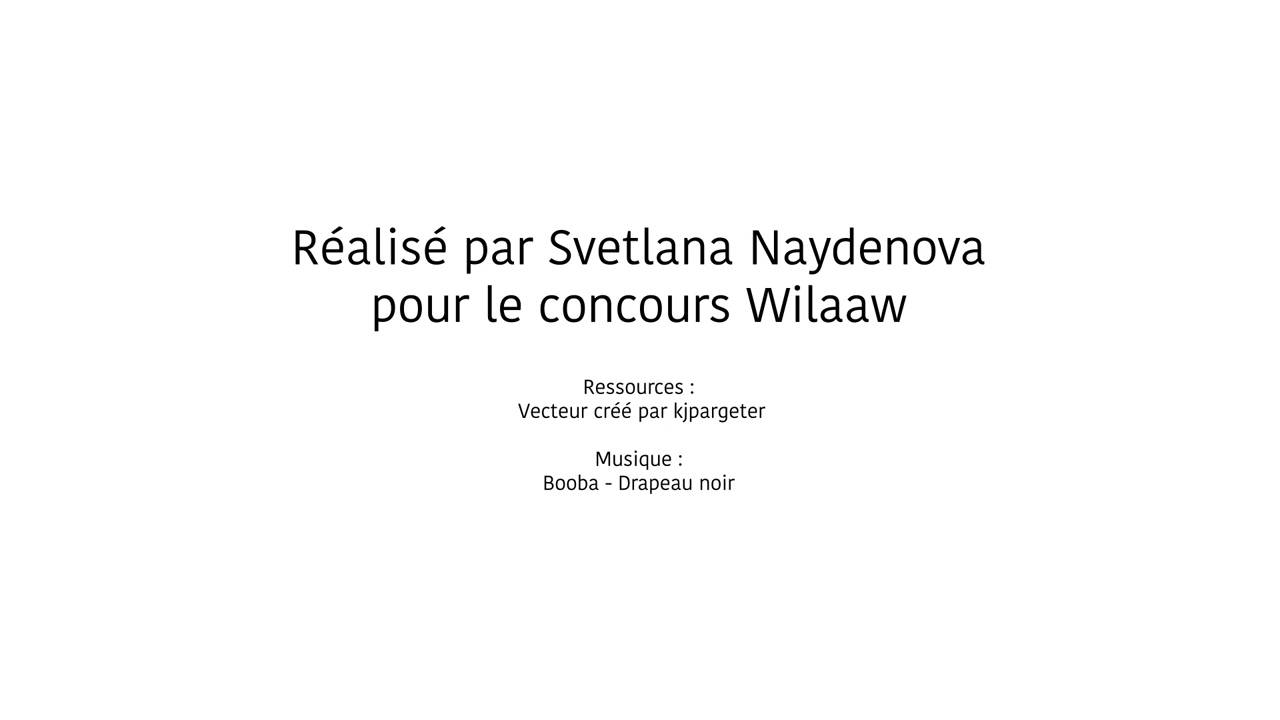 Réalisé par Svetlana Naydenova
pour le concours Wilaaw
Ressources :
Vecteur créé par kjpargeter
Musique :
Booba - Drapeau noir